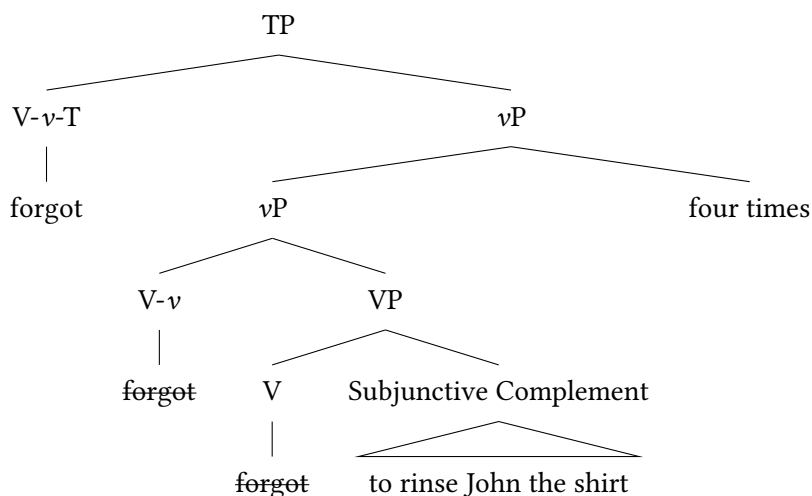 TP
V-v-T vP
forgot vP four times
V-v VP
forgot V Subjunctive Complement
forgot to rinse John the shirt